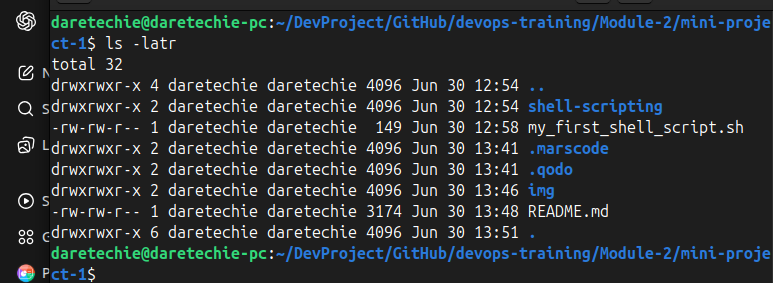 daretechie@daretechie-pc:~/DevProject/GitHub/devops-training/Module-2/mini-proje
ct-1$ ls -latr
total 32
drwxrwxr-x 4 daretechie daretechie 4096 Jun 30 12:54 ..
drwxrwxr-x 2 daretechie daretechie 4096 Jun 30 12:54 shell-scripting
-rw-rw-r-- 1 daretechie daretechie  149 Jun 30 12:58 my_first_shell_script.sh
drwxrwxr-x 2 daretechie daretechie 4096 Jun 30 13:41 .marscode
drwxrwxr-x 2 daretechie daretechie 4096 Jun 30 13:41 .qodo
drwxrwxr-x 2 daretechie daretechie 4096 Jun 30 13:46 img
-rw-rw-r-- 1 daretechie daretechie 3174 Jun 30 13:48 README.md
drwxrwxr-x 6 daretechie daretechie 4096 Jun 30 13:51 .
daretechie@daretechie-pc:~/DevProject/GitHub/devops-training/Module-2/mini-proje
ct-1$